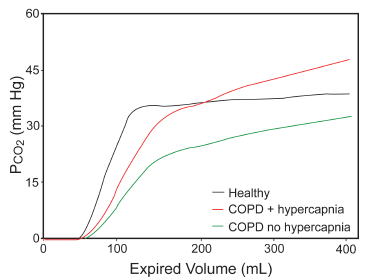 60
45
30
15
0
PCO2 (mm Hg)
Healthy
COPD + hypercapnia
COPD no hypercapnia
0 100 200 300 400
Expired Volume (mL)